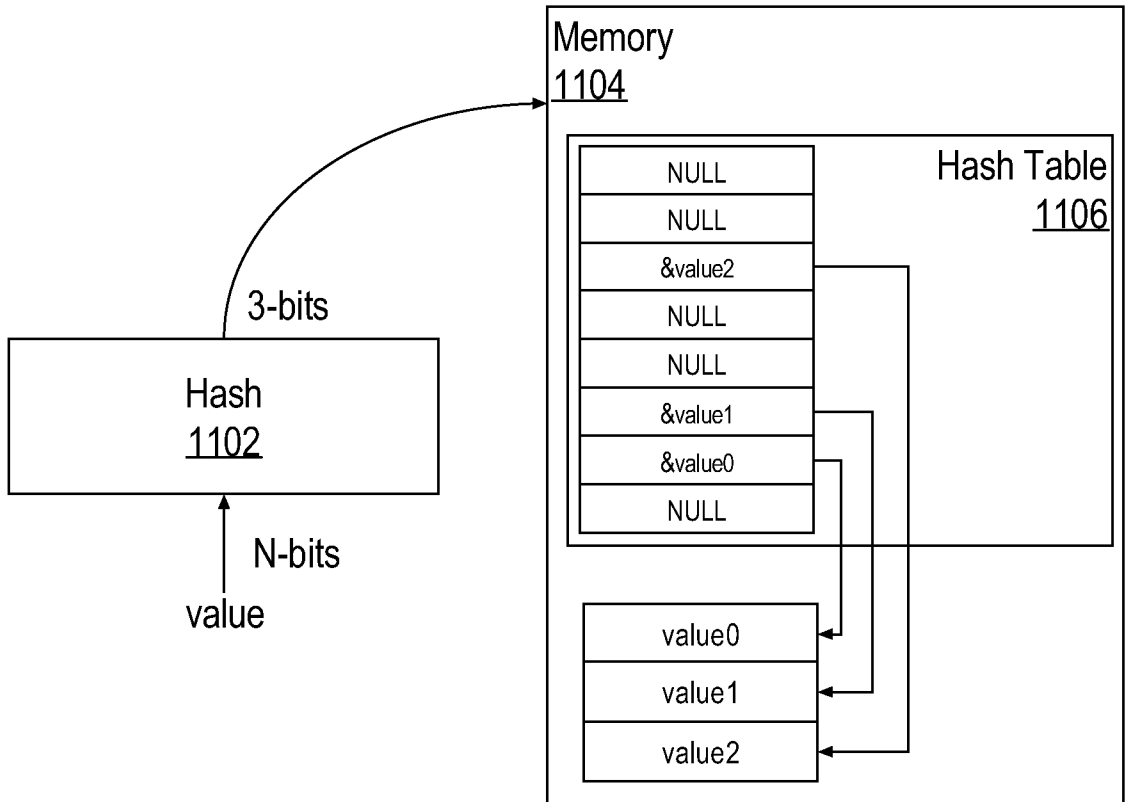 Memory
1104
Hash Table
1106
NULL
NULL
&value2
NULL
NULL
&value1
&value0
NULL
3-bits
Hash
1102
N-bits
value
value0
value1
value2